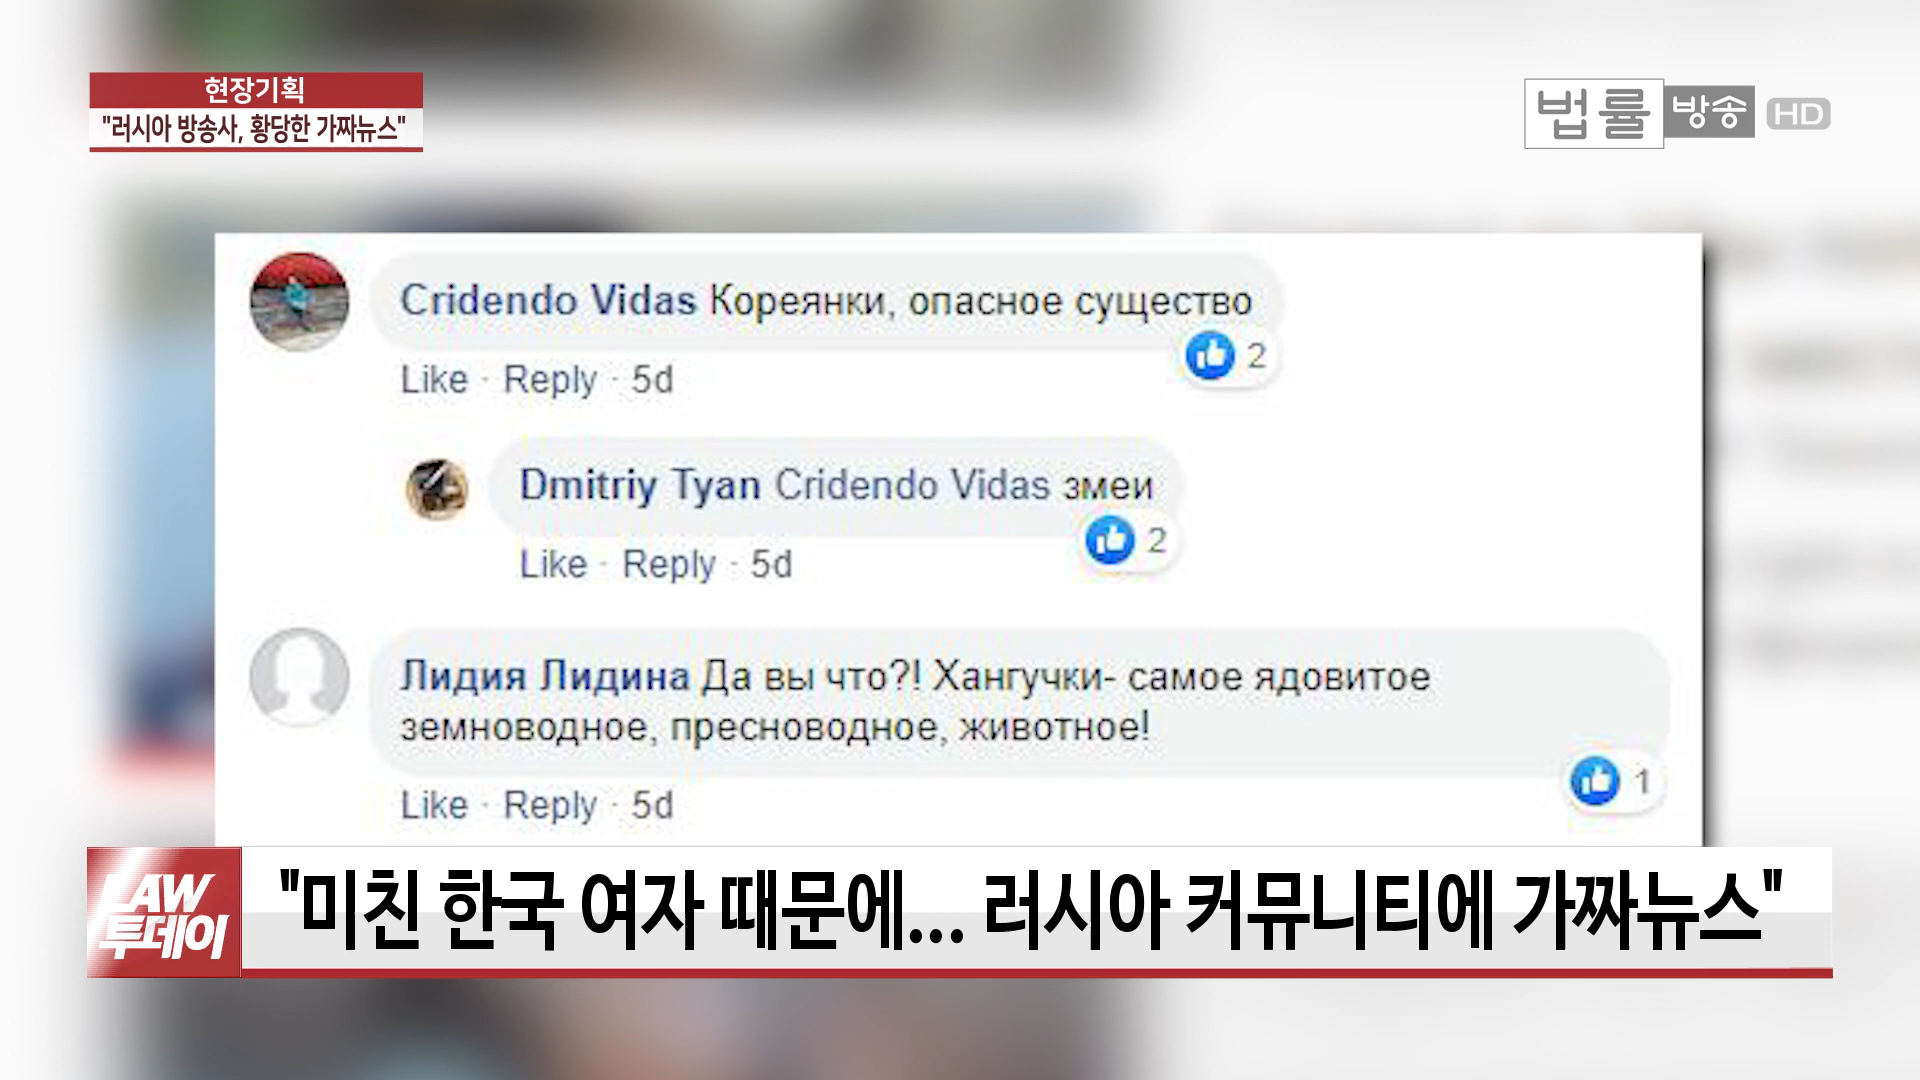 현장기획
"러시아 방송사, 황당한 가짜뉴스"
법률방송 HD
Cridendo Vidas Кореянки, опасное существо
2
Like · Reply · 5d
Dmitriy Tyan Cridendo Vidas змеи
2
Like · Reply · 5d
Лидия Лидина Да вы что?! Хангучки- самое ядовитое
земноводное, пресноводное, животное!
1
Like · Reply · 5d
LAW
투데이
"미친 한국 여자 때문에... 러시아 커뮤니티에 가짜뉴스"